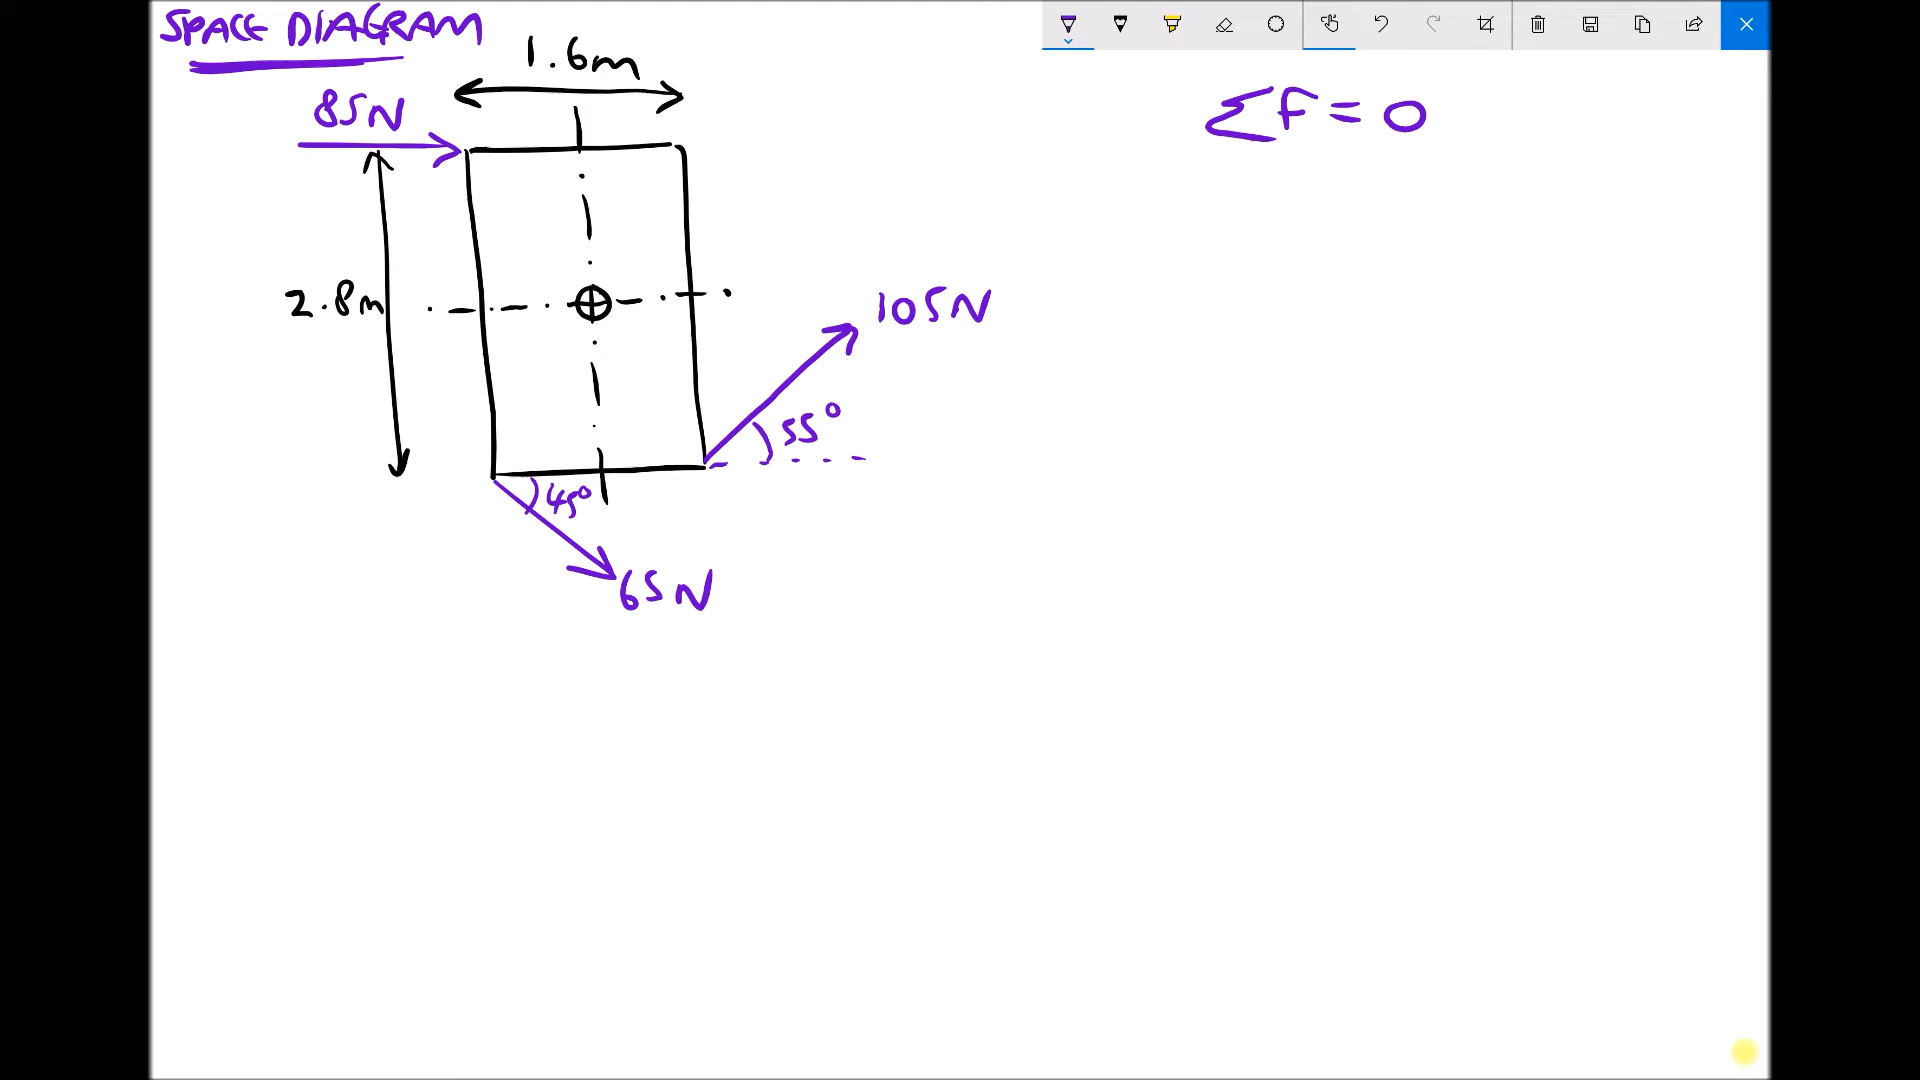 SPACE DIAGRAM
1.6m
85N
ΣF = 0
2.8m
105N
55°
45°
65N